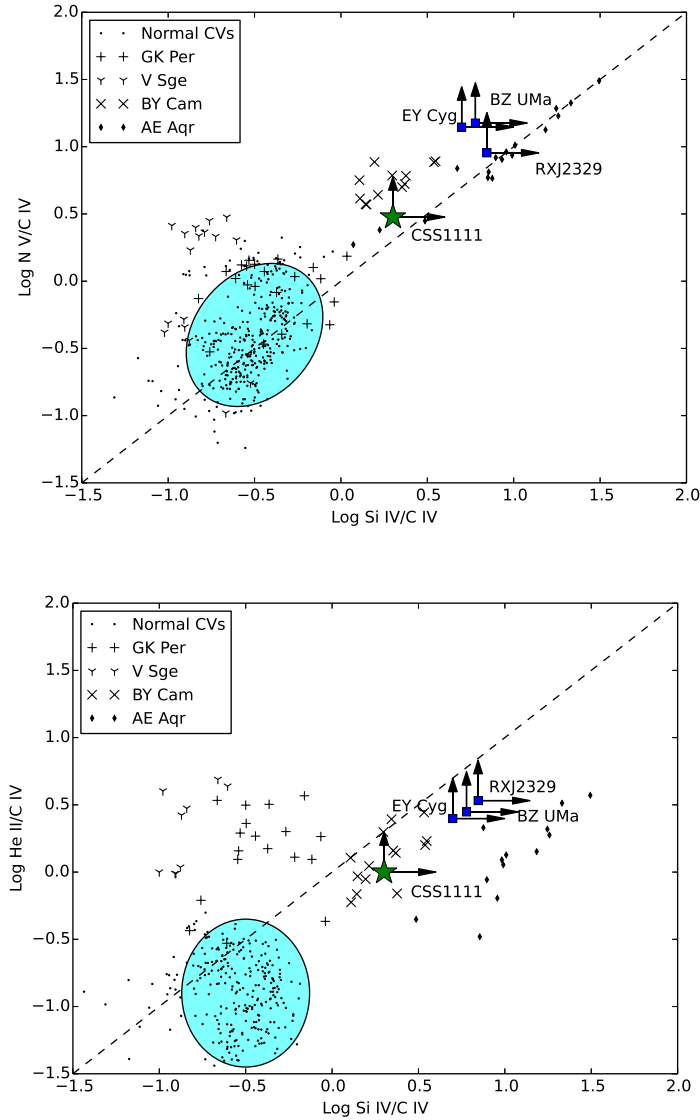 2.0
Normal CVs
GK Per
V Sge
BY Cam
AE Aqr
1.5
1.0
0.5
0.0
−0.5
−1.0
−1.5
Log N V/C IV
EY Cyg
BZ UMa
RXJ2329
CSS1111
−1.5 −1.0 −0.5 0.0 0.5 1.0 1.5 2.0
Log Si IV/C IV
2.0
Normal CVs
GK Per
V Sge
BY Cam
AE Aqr
1.5
1.0
0.5
0.0
−0.5
−1.0
−1.5
Log He II/C IV
RXJ2329
EY Cyg
BZ UMa
CSS1111
−1.5 −1.0 −0.5 0.0 0.5 1.0 1.5 2.0
Log Si IV/C IV